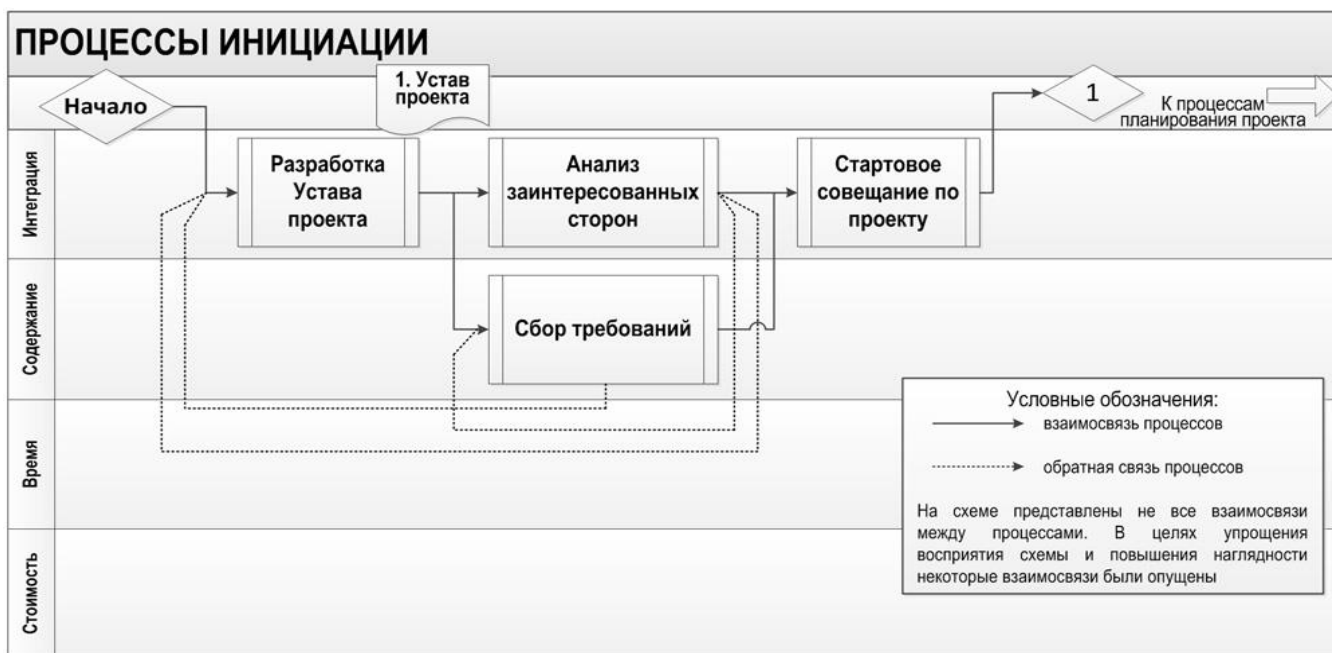 ПРОЦЕССЫ ИНИЦИАЦИИ
Начало
1. Устав
проекта
1
К процессам
планирования проекта
Интеграция
Разработка
Устава
проекта
Анализ
заинтересованных
сторон
Стартовое
совещание по
проекту
Содержание
Сбор требований
Время
Стоимость
Условные обозначения:
взаимосвязь процессов
обратная связь процессов
На схеме представлены не все взаимосвязи
между процессами. В целях упрощения
восприятия схемы и повышения наглядности
некоторые взаимосвязи были опущены